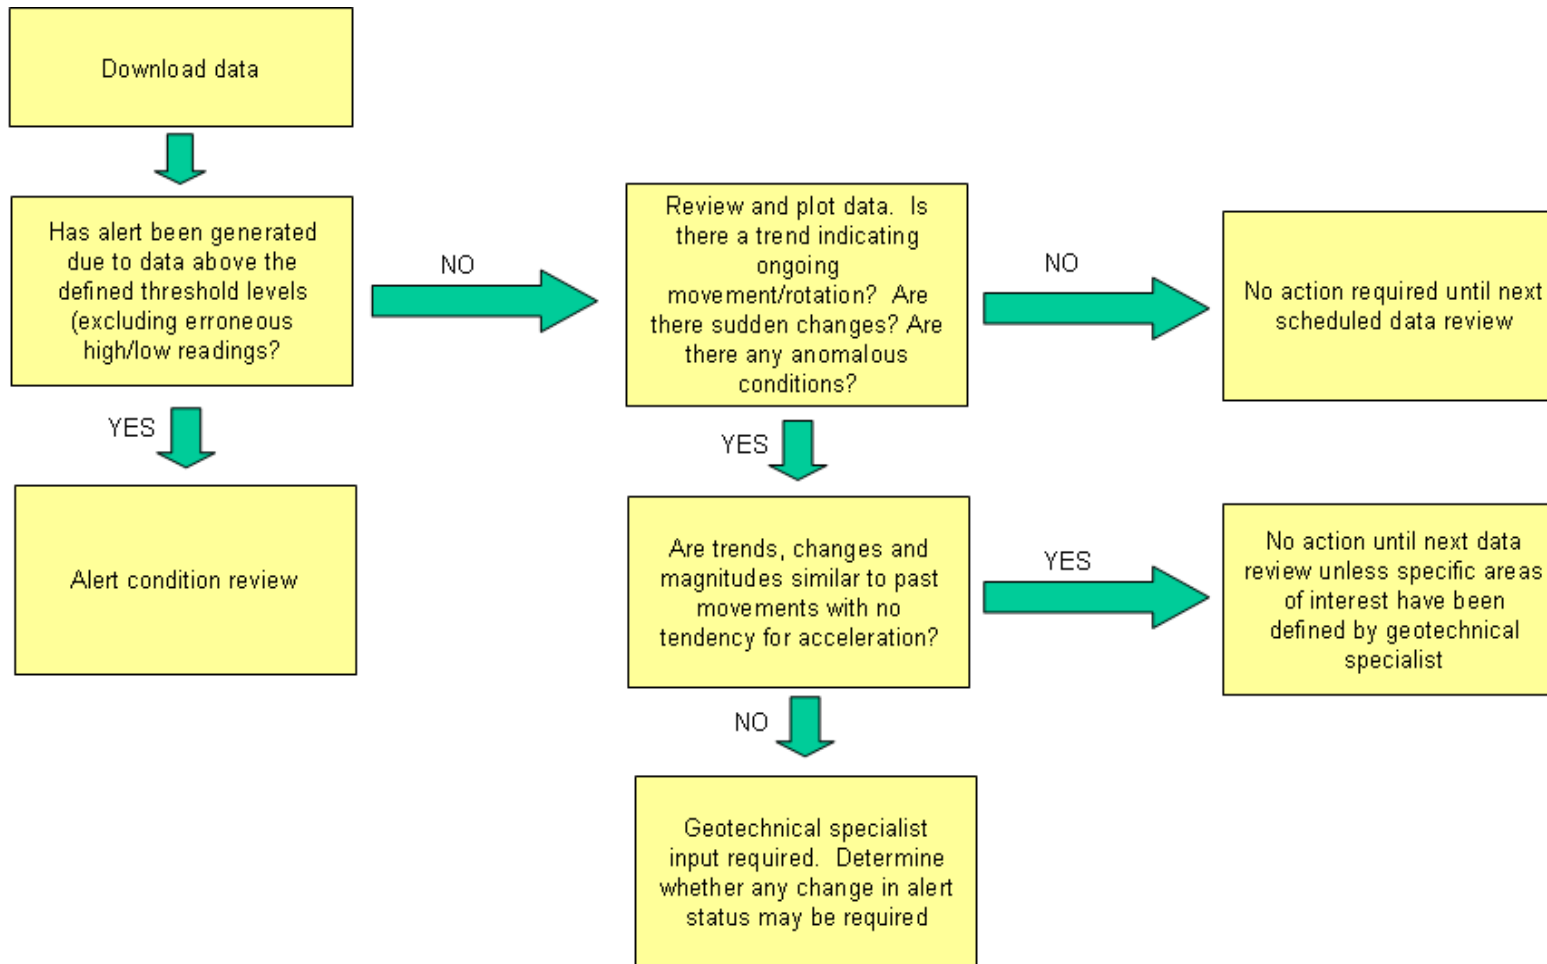 Download data
Has alert been generated
due to data above the
defined threshold levels
(excluding erroneous
high/low readings?
NO
Review and plot data. Is
there a trend indicating
ongoing
movement/rotation? Are
there sudden changes? Are
there any anomalous
conditions?
NO
No action required until next
scheduled data review
YES
Alert condition review
YES
Are trends, changes and
magnitudes similar to past
movements with no
tendency for acceleration?
YES
No action until next data
review unless specific areas
of interest have been
defined by geotechnical
specialist
NO
Geotechnical specialist
input required. Determine
whether any change in alert
status may be required